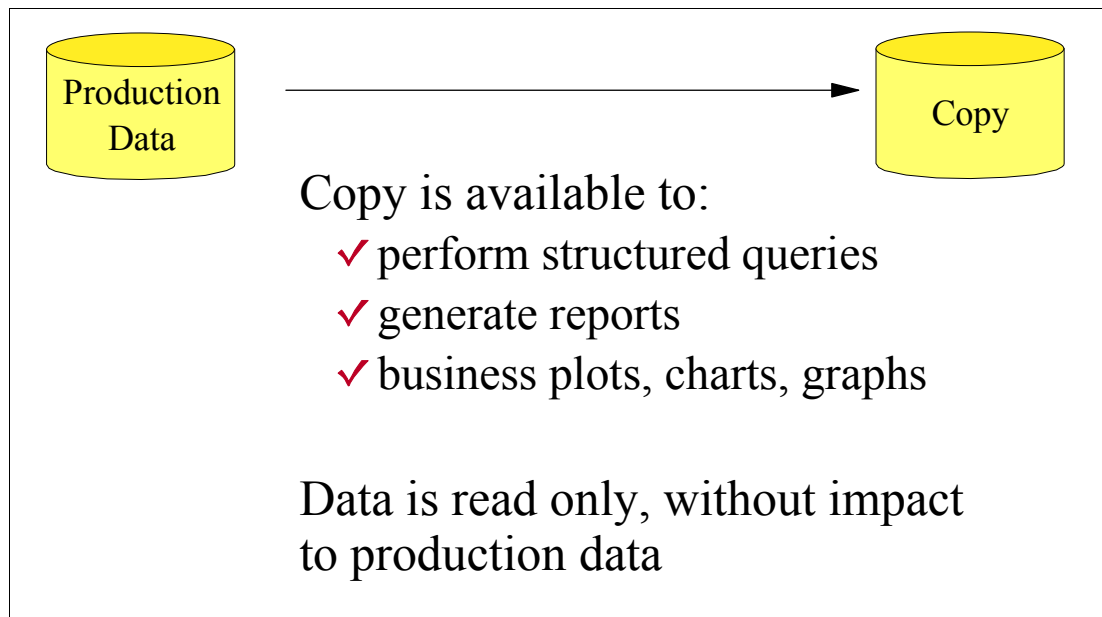 Production
Data
Copy
Copy is available to:
✓ perform structured queries
✓ generate reports
✓ business plots, charts, graphs
Data is read only, without impact
to production data